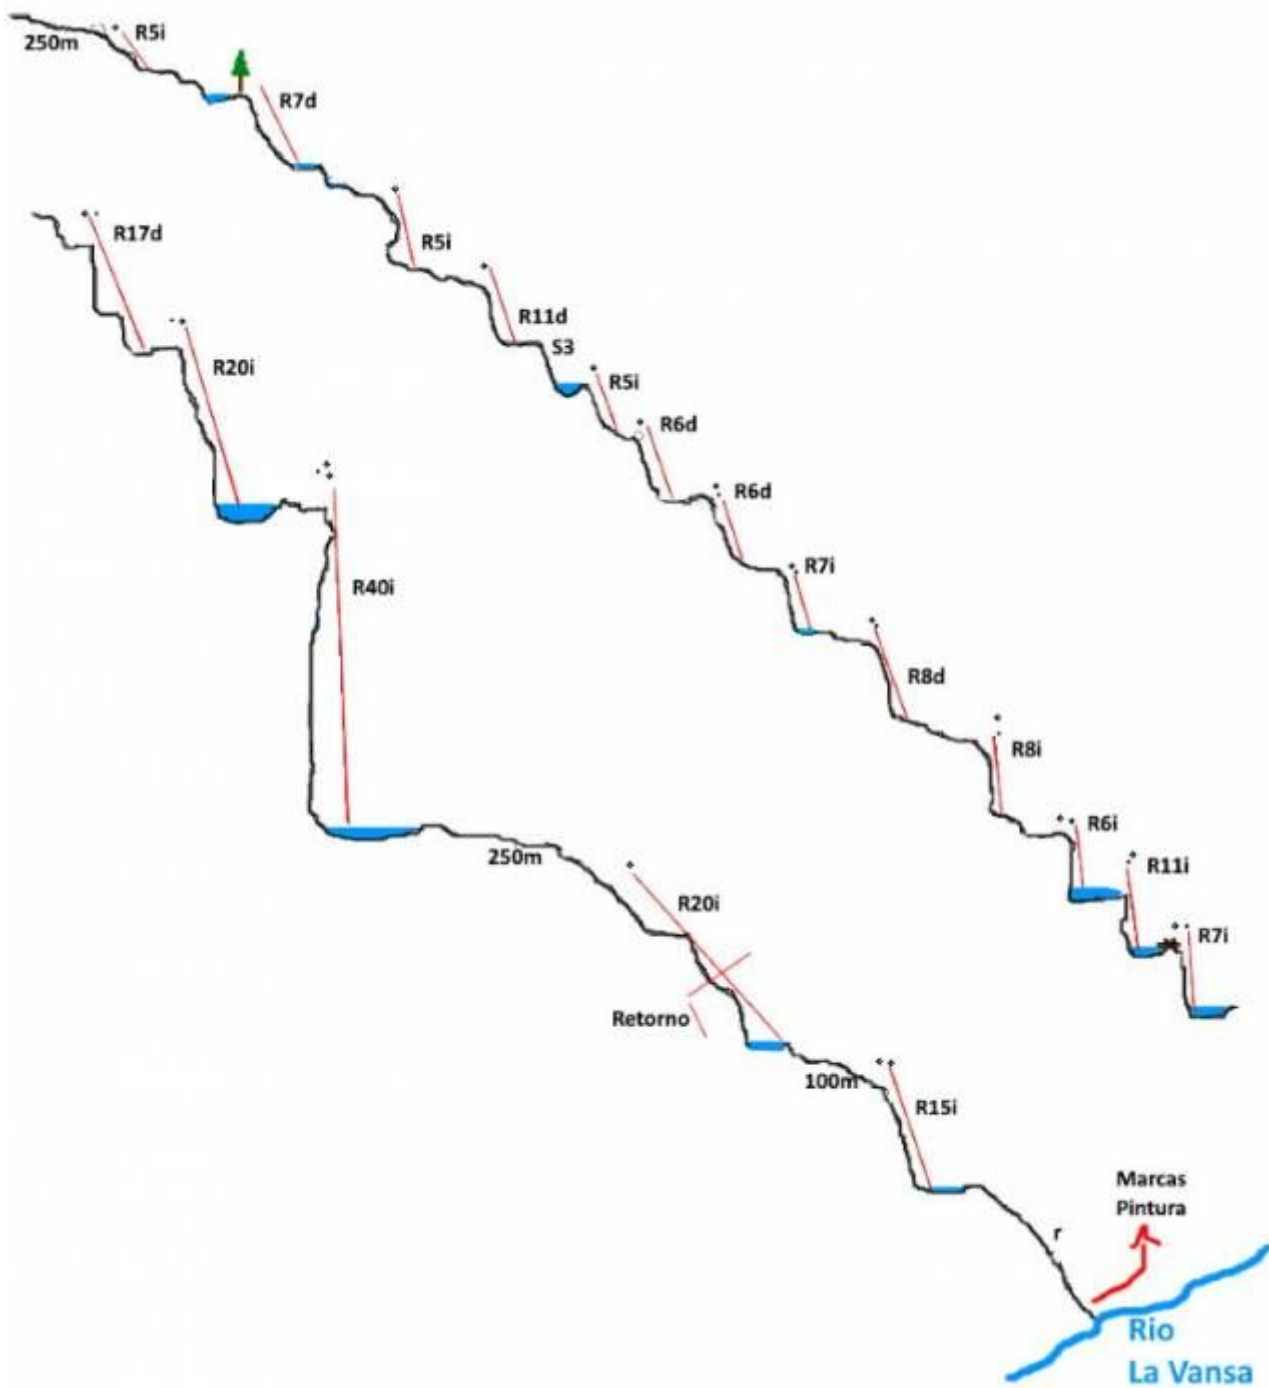 250m
R5i
R7d
R5i
R11d
S3
R5i
R6d
R6d
R7i
R8d
R8i
R6i
R11i
R7i
R17d
R20i
R40i
250m
R20i
Retorno
100m
R15i
r
Marcas
Pintura
Rio
La Vansa